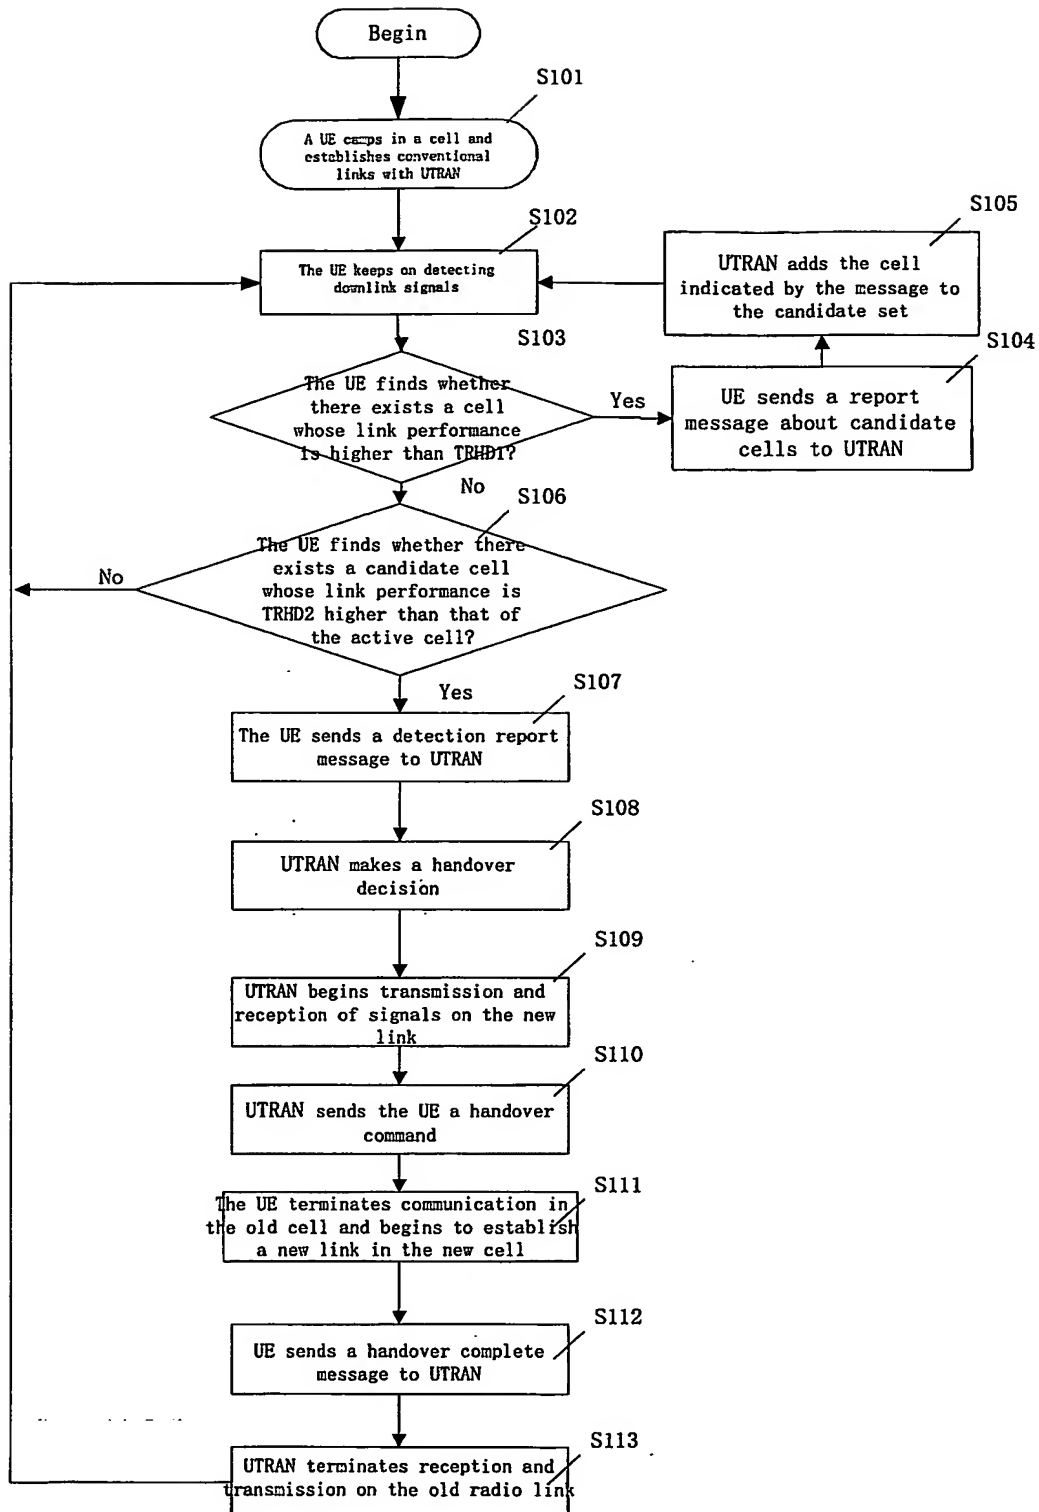 Begin
S101
A UE camps in a cell and
establishes conventional
links with UTRAN
S102
The UE keeps on detecting
downlink signals
S105
UTRAN adds the cell
indicated by the message to
the candidate set
S103
The UE finds whether
there exists a cell
whose link performance
is higher than TRHD1?
Yes
S104
UE sends a report
message about candidate
cells to UTRAN
No
S106
The UE finds whether there
exists a candidate cell
whose link performance is
TRHD2 higher than that of
the active cell?
No
Yes
S107
The UE sends a detection report
message to UTRAN
S108
UTRAN makes a handover
decision
S109
UTRAN begins transmission and
reception of signals on the new
link
S110
UTRAN sends the UE a handover
command
S111
The UE terminates communication in
the old cell and begins to establish
a new link in the new cell
S112
UE sends a handover complete
message to UTRAN
S113
UTRAN terminates reception and
transmission on the old radio link